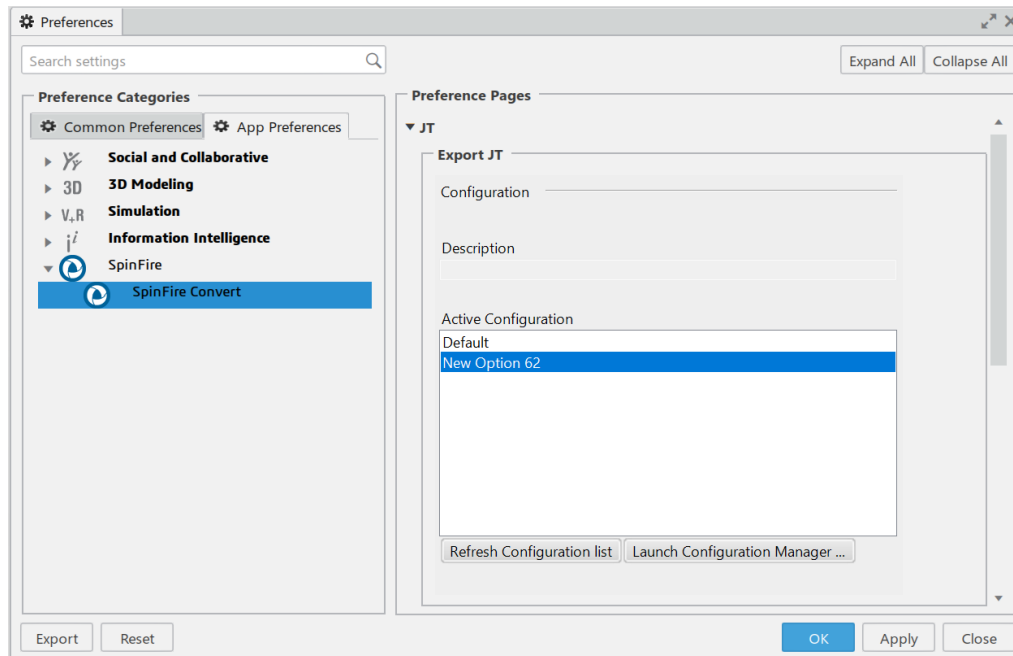 Preferences
Search settings
Expand All
Collapse All
Preference Categories
Common Preferences
App Preferences
Social and Collaborative
3D
3D Modeling
V+R
Simulation
i i
Information Intelligence
SpinFire
SpinFire Convert
Preference Pages
JT
Export JT
Configuration
Description
Active Configuration
Default
New Option 62
Refresh Configuration list
Launch Configuration Manager ...
Export
Reset
OK
Apply
Close